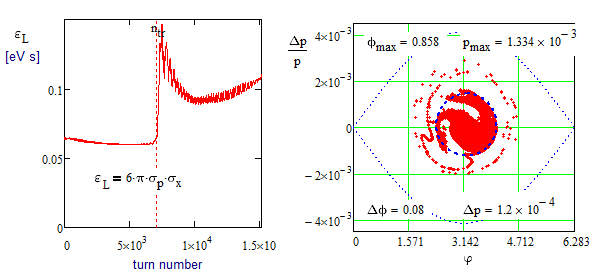 ε_L
[eV s]
n_tr
0.1
0.05
0
ε_L = 6·π·σ_p·σ_x
0 5×10³ 1×10⁴ 1.5×10
turn number
Δp
p
ϕ_max = 0.858 p_max = 1.334 × 10⁻³
4×10⁻³
2×10⁻³
0
−2×10⁻³
−4×10⁻³
Δϕ = 0.08 Δp = 1.2 × 10⁻⁴
0 1.571 3.142 4.712 6.283
φ